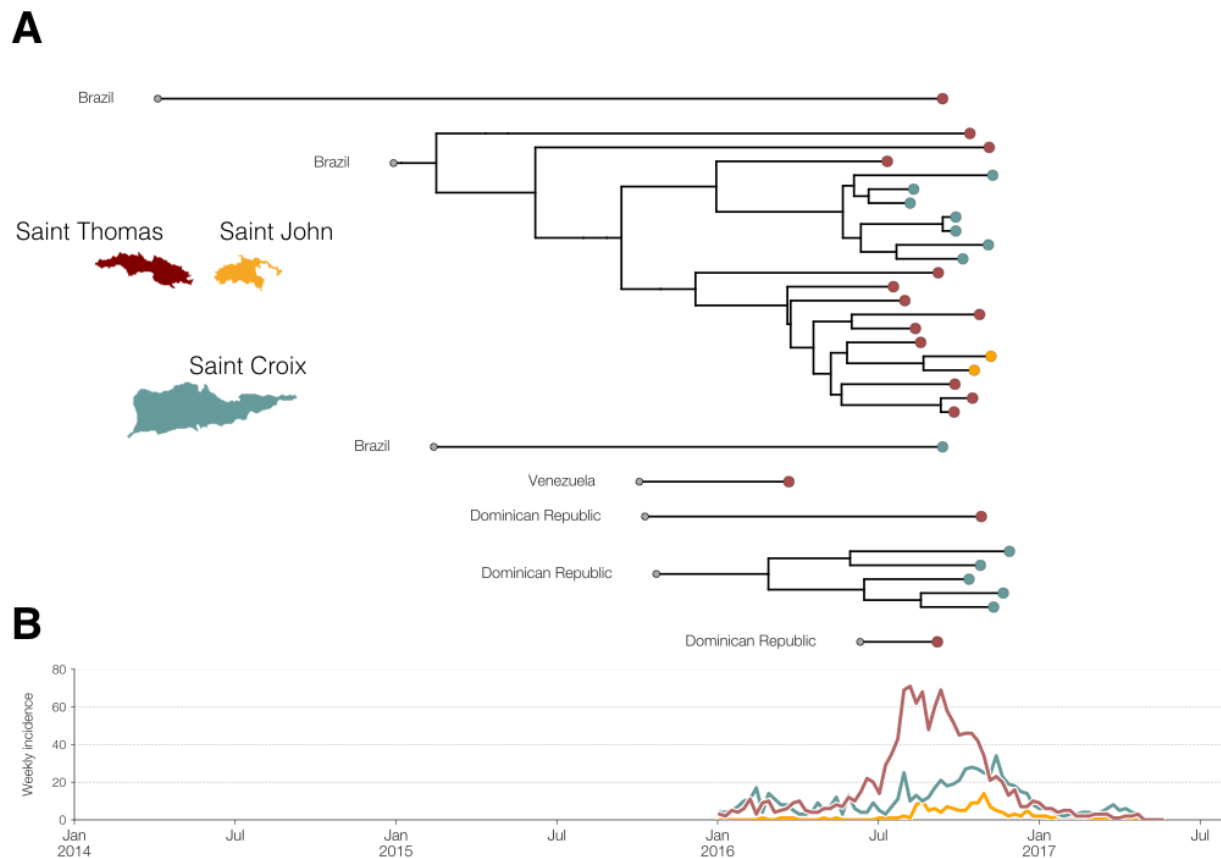 A
Brazil
Brazil
Saint Thomas
Saint John
Saint Croix
Brazil
Venezuela
Dominican Republic
Dominican Republic
Dominican Republic
B
Weekly incidence
80
60
40
20
0
Jan
2014
Jul
Jan
2015
Jul
Jan
2016
Jul
Jan
2017
Jul